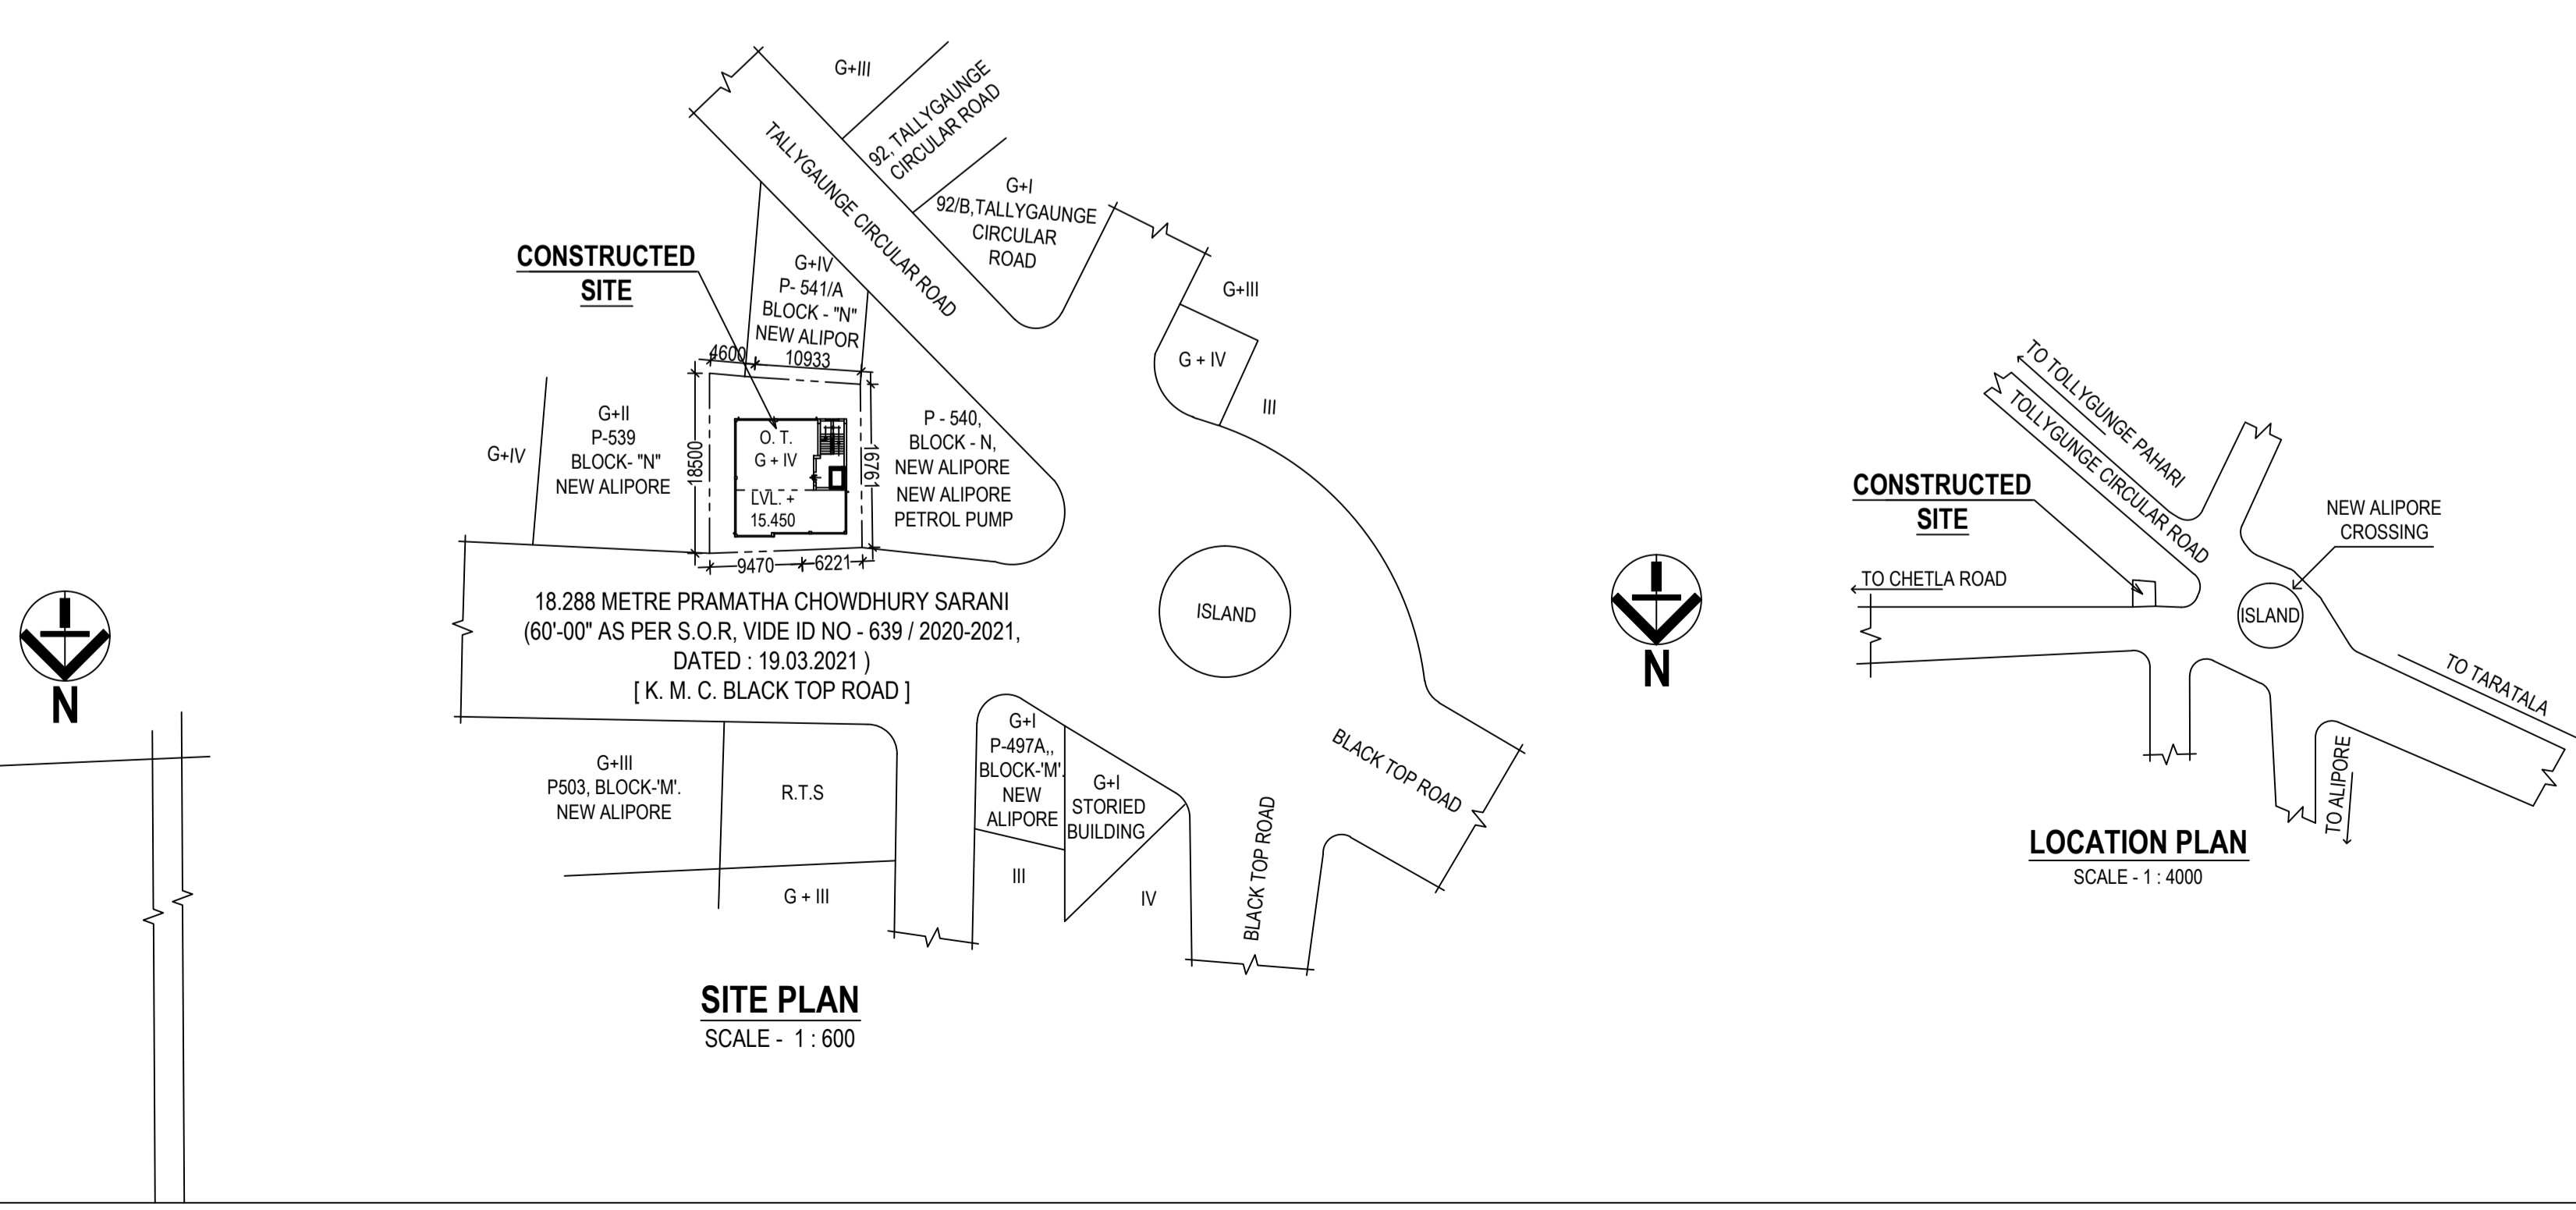 G+III
92, TALLYGAUNGE
CIRCULAR ROAD
TALLYGAUNGE CIRCULAR ROAD
G+I
92/B,TALLYGAUNGE
CIRCULAR
ROAD
CONSTRUCTED
SITE
G+IV
P- 541/A
BLOCK - "N"
NEW ALIPOR
4600
10933
G+III
G + IV
III
G+IV
G+II
P-539
BLOCK- "N"
NEW ALIPORE
18500
O. T.
G + IV
LVL. +
15.450
16761
P - 540,
BLOCK - N,
NEW ALIPORE
NEW ALIPORE
PETROL PUMP
9470
6221
18.288 METRE PRAMATHA CHOWDHURY SARANI
(60'-00" AS PER S.O.R, VIDE ID NO - 639 / 2020-2021,
DATED : 19.03.2021 )
[ K. M. C. BLACK TOP ROAD ]
ISLAND
N
G+III
P503, BLOCK-'M'.
NEW ALIPORE
R.T.S
G + III
G+I
P-497A,,
BLOCK-'M'.
NEW
ALIPORE
III
G+I
STORIED
BUILDING
IV
BLACK TOP ROAD
BLACK TOP ROAD
SITE PLAN
SCALE - 1 : 600
N
TO TOLLYGUNGE PAHARI
TOLLYGUNGE CIRCULAR ROAD
CONSTRUCTED
SITE
NEW ALIPORE
CROSSING
TO CHETLA ROAD
ISLAND
TO TARATALA
TO ALIPORE
LOCATION PLAN
SCALE - 1 : 4000